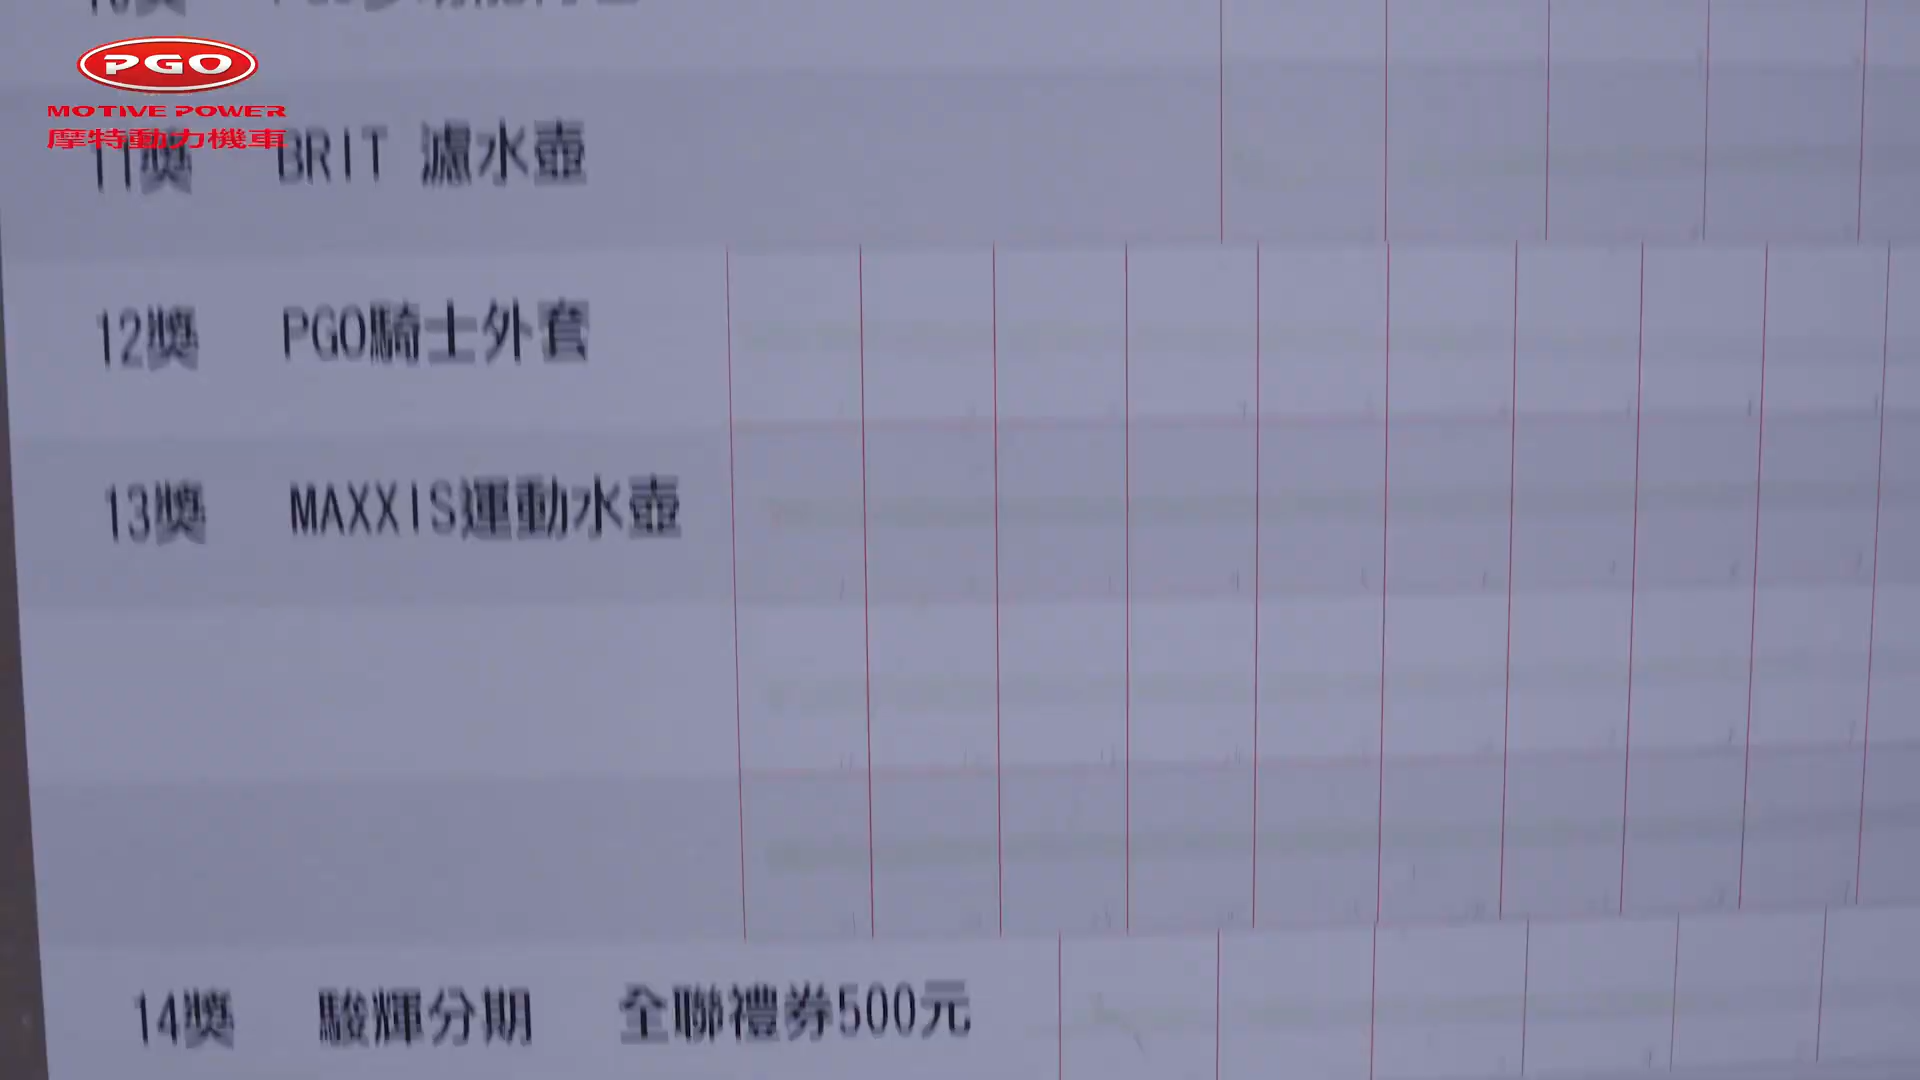 PGO
MOTIVE POWER
摩特動力機車
11獎 BRIT 濾水壺
12獎 PGO騎士外套
13獎 MAXXIS運動水壺
14獎 駿輝分期 全聯禮券500元